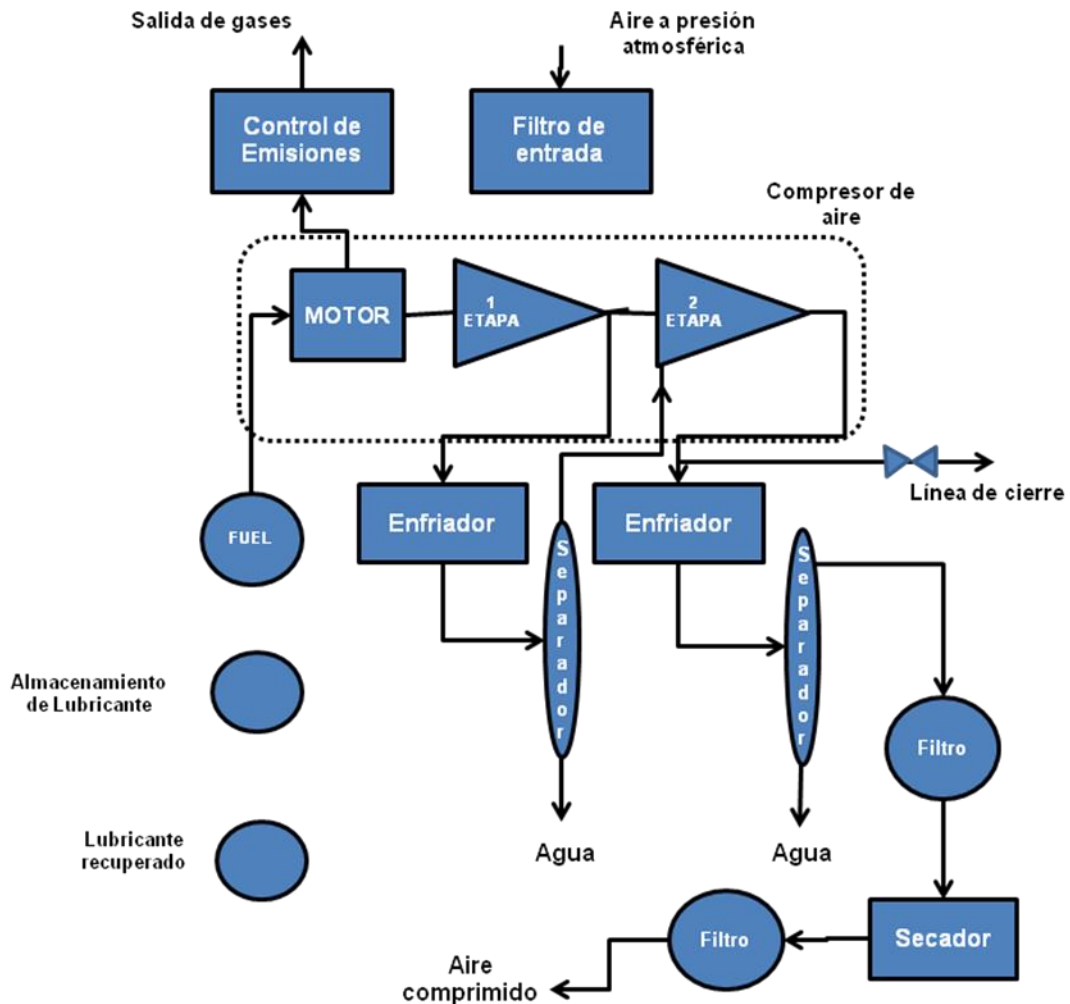 Salida de gases
Aire a presión
atmosférica
Control de
Emisiones
Filtro de
entrada
Compresor de
aire
MOTOR
1
ETAPA
2
ETAPA
Línea de cierre
Enfriador
Enfriador
FUEL
Separador
Separador
Almacenamiento
de Lubricante
Filtro
Lubricante
recuperado
Agua
Agua
Filtro
Secador
Aire
comprimido